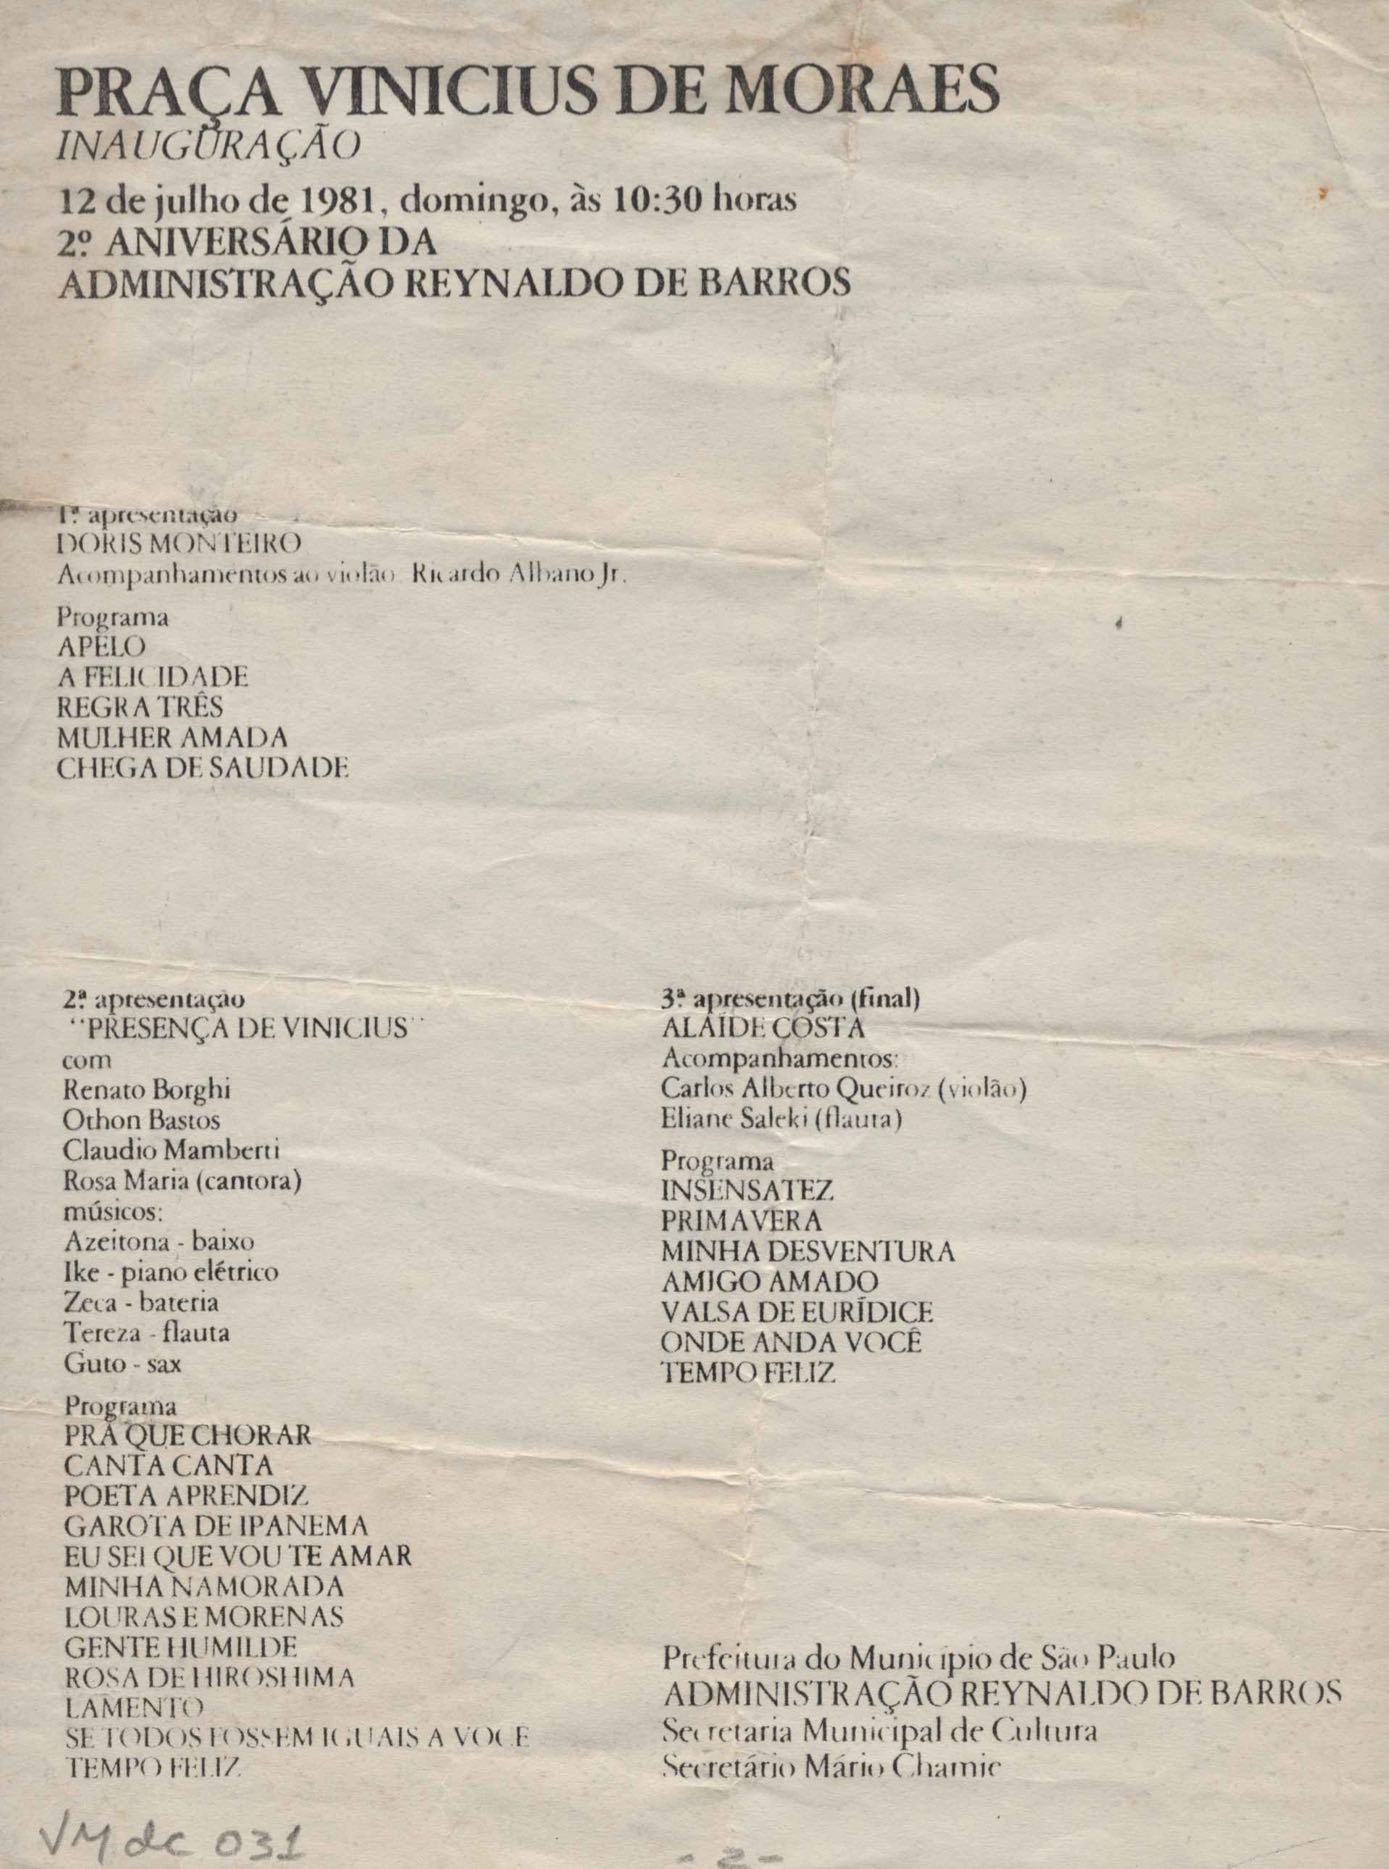 PRAÇA VINICIUS DE MORAES
INAUGURAÇÃO
12 de julho de 1981, domingo, às 10:30 horas
2º ANIVERSÁRIO DA
ADMINISTRAÇÃO REYNALDO DE BARROS
1ª apresentação
DORIS MONTEIRO
Acompanhamentos ao violão: Ricardo Albano Jr.
Programa
APELO
A FELICIDADE
REGRA TRÊS
MULHER AMADA
CHEGA DE SAUDADE
2ª apresentação
"PRESENÇA DE VINICIUS"
com
Renato Borghi
Othon Bastos
Claudio Mamberti
Rosa Maria (cantora)
músicos:
Azeitona - baixo
Ike - piano elétrico
Zeca - bateria
Tereza - flauta
Guto - sax
Programa
PRÁ QUE CHORAR
CANTA CANTA
POETA APRENDIZ
GAROTA DE IPANEMA
EU SEI QUE VOU TE AMAR
MINHA NAMORADA
LOURAS E MORENAS
GENTE HUMILDE
ROSA DE HIROSHIMA
LAMENTO
SE TODOS FOSSEM IGUAIS A VOCÊ
TEMPO FELIZ
3ª apresentação (final)
ALAÍDE COSTA
Acompanhamentos:
Carlos Alberto Queiroz (violão)
Eliane Saleki (flauta)
Programa
INSENSATEZ
PRIMAVERA
MINHA DESVENTURA
AMIGO AMADO
VALSA DE EURÍDICE
ONDE ANDA VOCÊ
TEMPO FELIZ
Prefeitura do Município de São Paulo
ADMINISTRAÇÃO REYNALDO DE BARROS
Secretaria Municipal de Cultura
Secretário Mário Chamie
VM dc 031
- 2 -